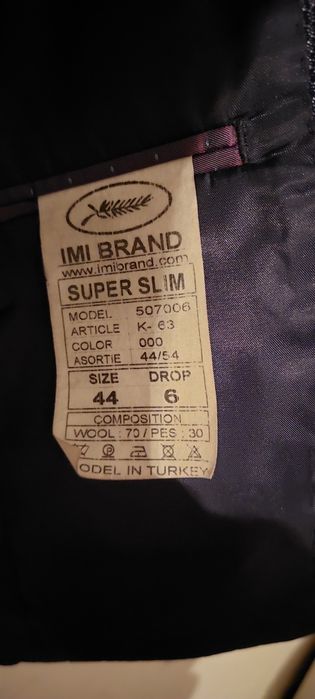 IMI BRAND
www.imibrand.com
SUPER SLIM
MODEL 507006
ARTICLE K- 63
COLOR 000
ASORTIE 44/54
SIZE DROP
44 6
COMPOSITION
WOOL : 70 / PES : 30
ODEL IN TURKEY